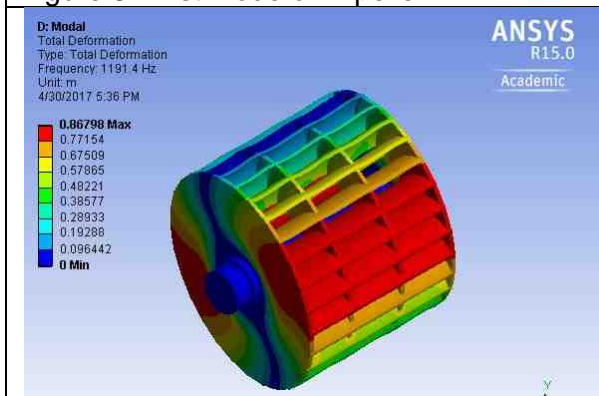 D: Modal
Total Deformation
Type: Total Deformation
Frequency: 1191.4 Hz
Unit: m
4/30/2017 5:36 PM
ANSYS
R15.0
Academic
0.86798 Max
0.77154
0.67509
0.57865
0.48221
0.38577
0.28933
0.19288
0.096442
0 Min
Y